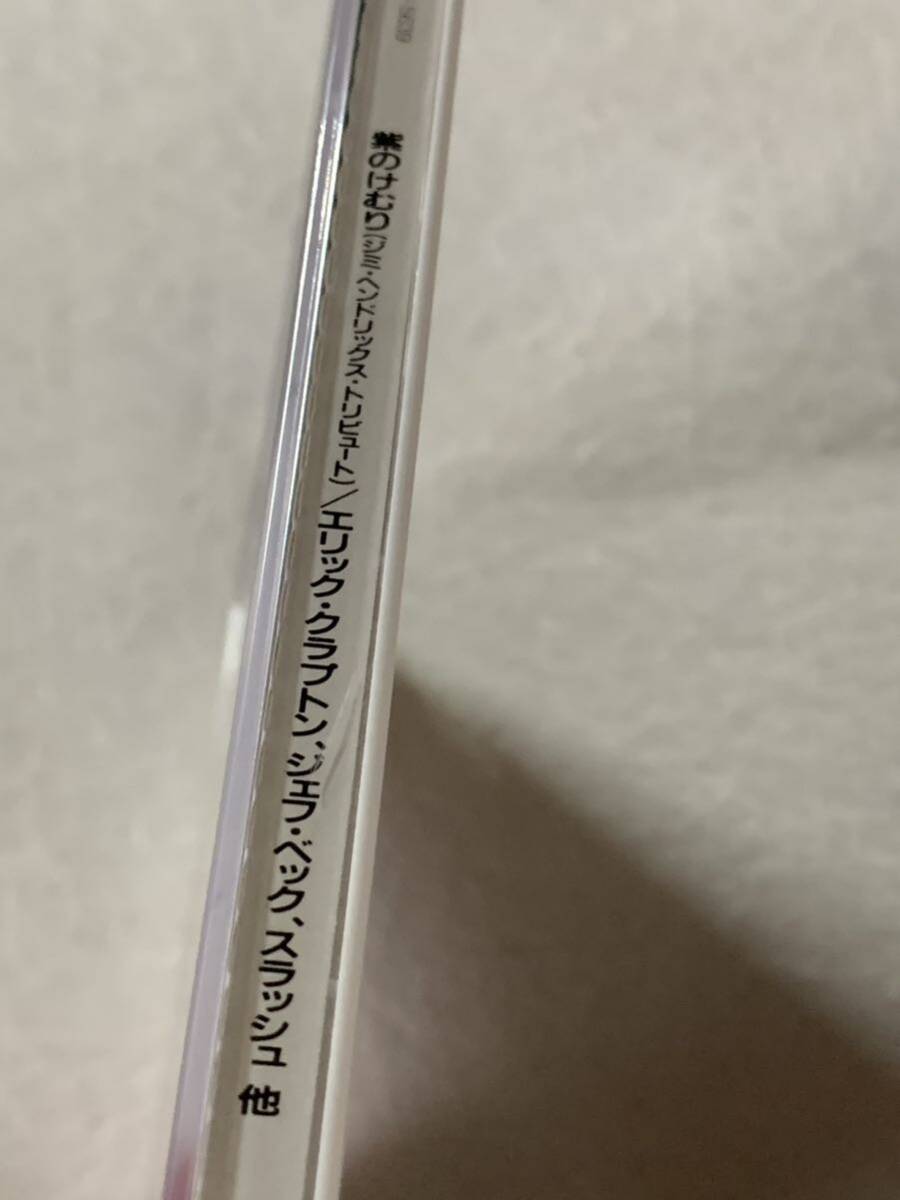 紫のけむり(ジミ・ヘンドリックス・トリビュート)/エリック・クラプトン、ジェフ・ベック、スラッシュ 他